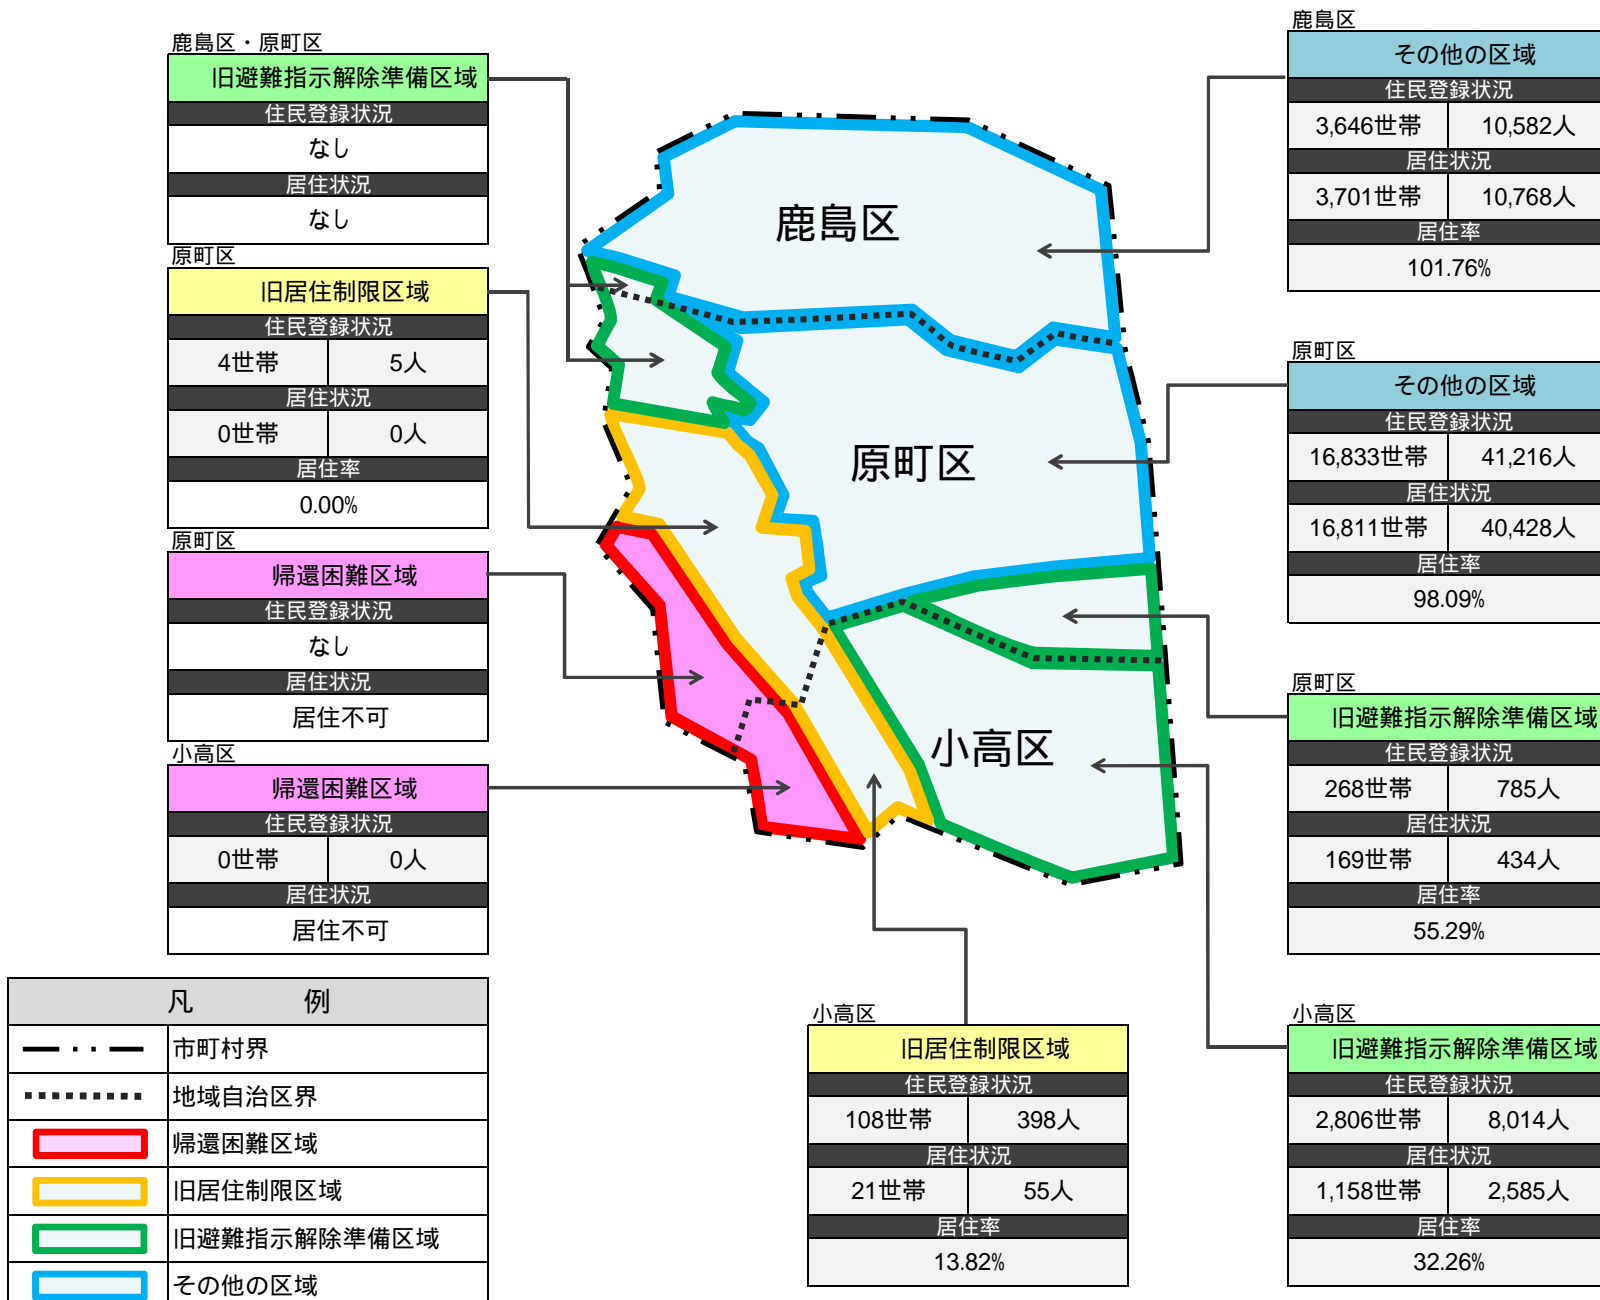 鹿島区・原町区
旧避難指示解除準備区域
住民登録状況
なし
居住状況
なし
原町区
旧居住制限区域
住民登録状況
4世帯 5人
居住状況
0世帯 0人
居住率
0.00%
原町区
帰還困難区域
住民登録状況
なし
居住状況
居住不可
小高区
帰還困難区域
住民登録状況
0世帯 0人
居住状況
居住不可
凡 例
市町村界
地域自治区界
帰還困難区域
旧居住制限区域
旧避難指示解除準備区域
その他の区域
鹿島区
原町区
小高区
小高区
旧居住制限区域
住民登録状況
108世帯 398人
居住状況
21世帯 55人
居住率
13.82%
鹿島区
その他の区域
住民登録状況
3,646世帯 10,582人
居住状況
3,701世帯 10,768人
居住率
101.76%
原町区
その他の区域
住民登録状況
16,833世帯 41,216人
居住状況
16,811世帯 40,428人
居住率
98.09%
原町区
旧避難指示解除準備区域
住民登録状況
268世帯 785人
居住状況
169世帯 434人
居住率
55.29%
小高区
旧避難指示解除準備区域
住民登録状況
2,806世帯 8,014人
居住状況
1,158世帯 2,585人
居住率
32.26%